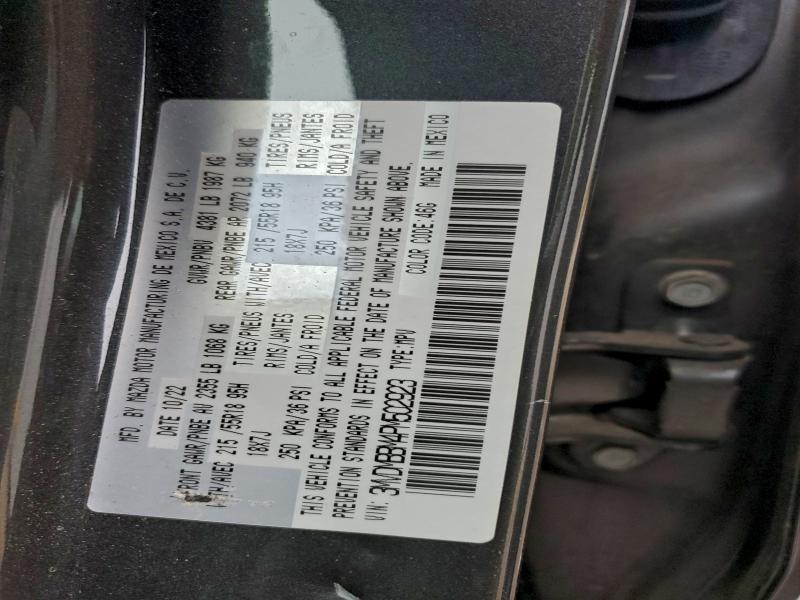 MFD. BY MAZDA MOTOR MANUFACTURING DE MEXICO S.A. DE C.V.
DATE 10/22 GVWR/PNBV 4381 LB 1987 KG
FRONT GAWR/PNBE AV 2355 LB 1068 KG REAR GAWR/PNBE AR 2072 LB 940 KG
/AVEC 215 /55R18 95H TIRES/PNEUS WITH/AVEC 215 /55R18 95H TIRES/PNEUS
18X7J RIMS/JANTES 18X7J RIMS/JANTES
250 KPA/36 PSI COLD/A FROID 250 KPA/36 PSI COLD/A FROID
THIS VEHICLE CONFORMS TO ALL APPLICABLE FEDERAL MOTOR VEHICLE SAFETY AND THEFT
PREVENTION STANDARDS IN EFFECT ON THE DATE OF MANUFACTURE SHOWN ABOVE.
VIN: TYPE:MPV COLOR CODE:46G MADE IN MEXICO